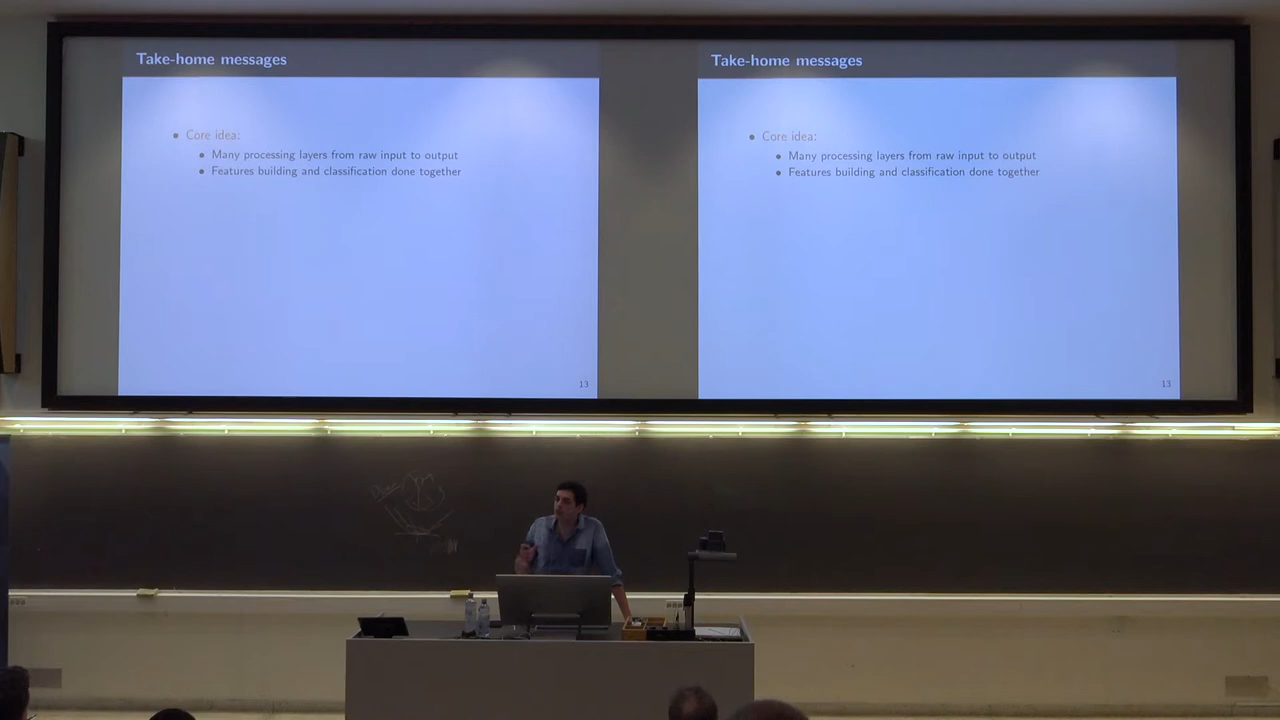 Take-home messages
Core idea:
Many processing layers from raw input to output
Features building and classification done together
13
Take-home messages
Core idea:
Many processing layers from raw input to output
Features building and classification done together
13